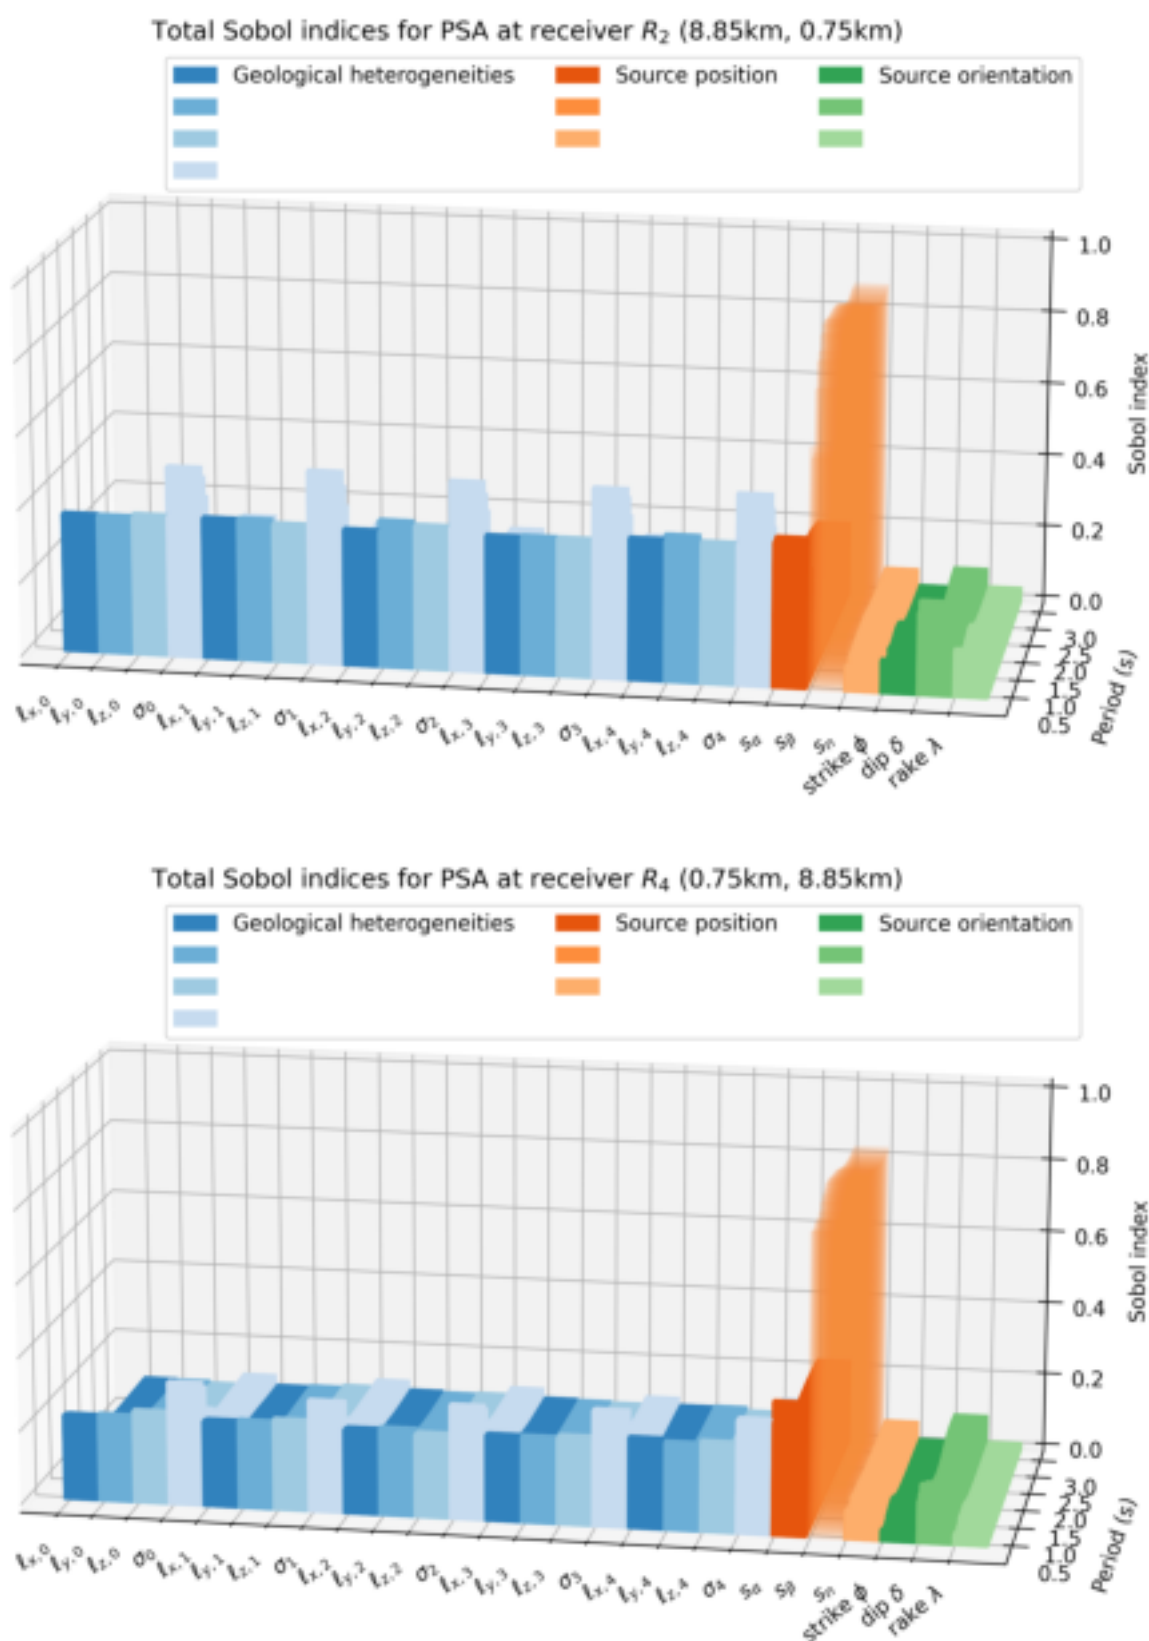 Total Sobol indices for PSA at receiver R₂ (8.85km, 0.75km)
Geological heterogeneities Source position Source orientation
1.0
0.8
0.6
0.4
0.2
0.0
Sobol index
3.0
2.5
2.0
1.5
1.0
0.5
Period (s)
ℓx,0 ℓy,0 ℓz,0 σ0 ℓx,1 ℓy,1 ℓz,1 σ1 ℓx,2 ℓy,2 ℓz,2 σ2 ℓx,3 ℓy,3 ℓz,3 σ3 ℓx,4 ℓy,4 ℓz,4 σ4 sα sβ sn strike ϕ dip δ rake λ
Total Sobol indices for PSA at receiver R₄ (0.75km, 8.85km)
Geological heterogeneities Source position Source orientation
1.0
0.8
0.6
0.4
0.2
0.0
Sobol index
3.0
2.5
2.0
1.5
1.0
0.5
Period (s)
ℓx,0 ℓy,0 ℓz,0 σ0 ℓx,1 ℓy,1 ℓz,1 σ1 ℓx,2 ℓy,2 ℓz,2 σ2 ℓx,3 ℓy,3 ℓz,3 σ3 ℓx,4 ℓy,4 ℓz,4 σ4 sα sβ sn strike ϕ dip δ rake λ